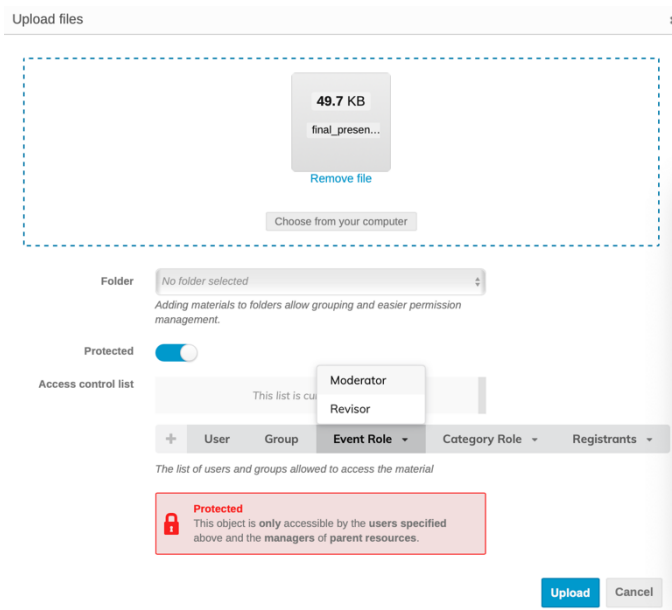 Upload files
49.7 KB
final_presen...
Remove file
Choose from your computer
Folder
No folder selected
Adding materials to folders allow grouping and easier permission
management.
Protected
Access control list
This list is cu
Moderator
Revisor
+ User Group Event Role Category Role Registrants
The list of users and groups allowed to access the material
Protected
This object is only accessible by the users specified
above and the managers of parent resources.
Upload Cancel